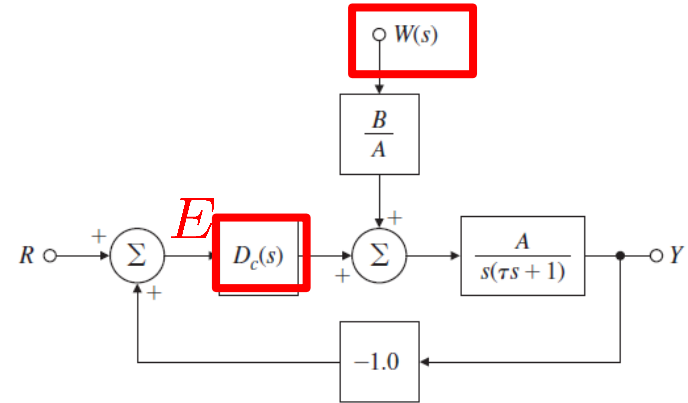 W(s)
B
A
E
+
+
R
Σ
D_c(s)
+
Σ
A
s(τs + 1)
Y
+
−1.0